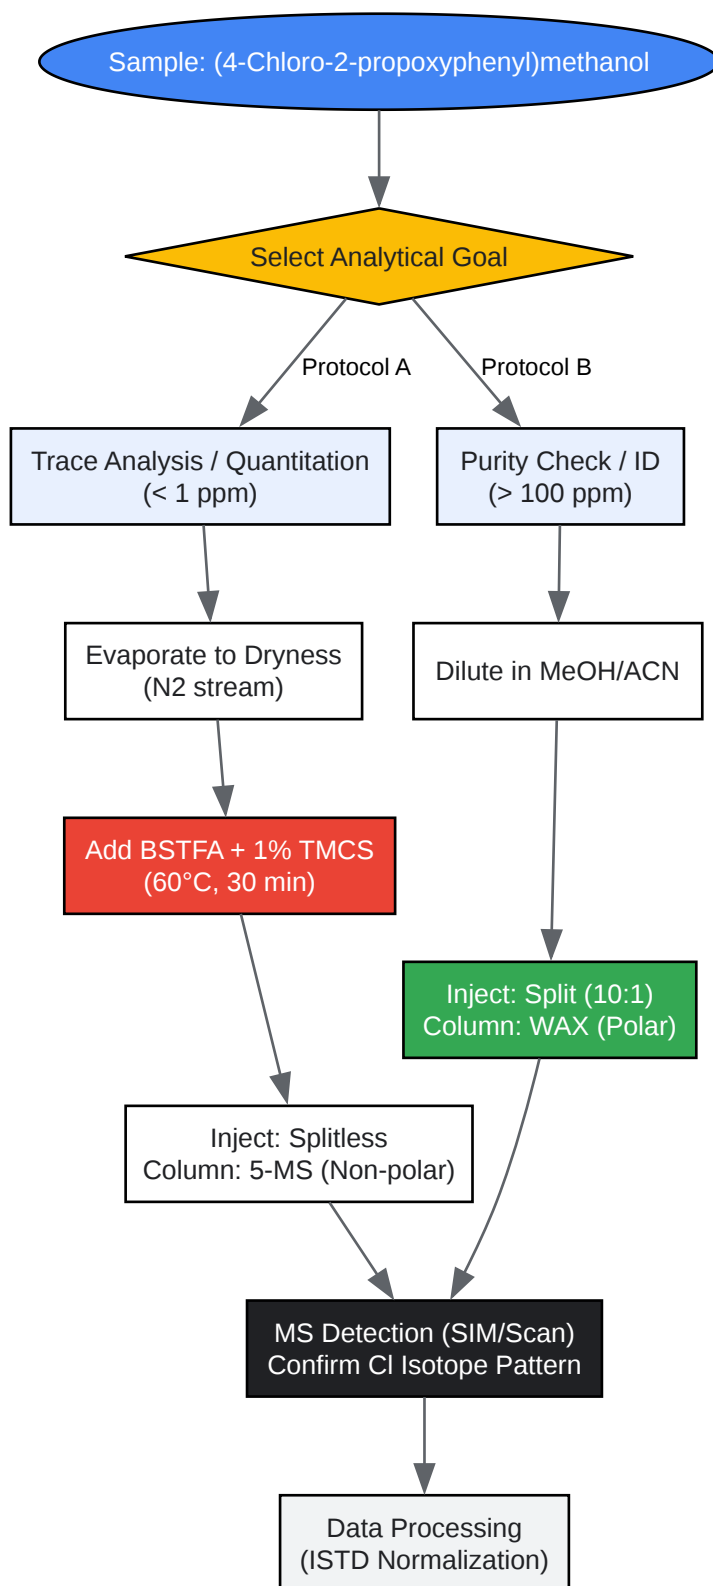 Sample: (4-Chloro-2-propoxyphenyl)methanol
Select Analytical Goal
Protocol A
Protocol B
Trace Analysis / Quantitation
(< 1 ppm)
Purity Check / ID
(> 100 ppm)
Evaporate to Dryness
(N2 stream)
Dilute in MeOH/ACN
Add BSTFA + 1% TMCS
(60°C, 30 min)
Inject: Split (10:1)
Column: WAX (Polar)
Inject: Splitless
Column: 5-MS (Non-polar)
MS Detection (SIM/Scan)
Confirm Cl Isotope Pattern
Data Processing
(ISTD Normalization)